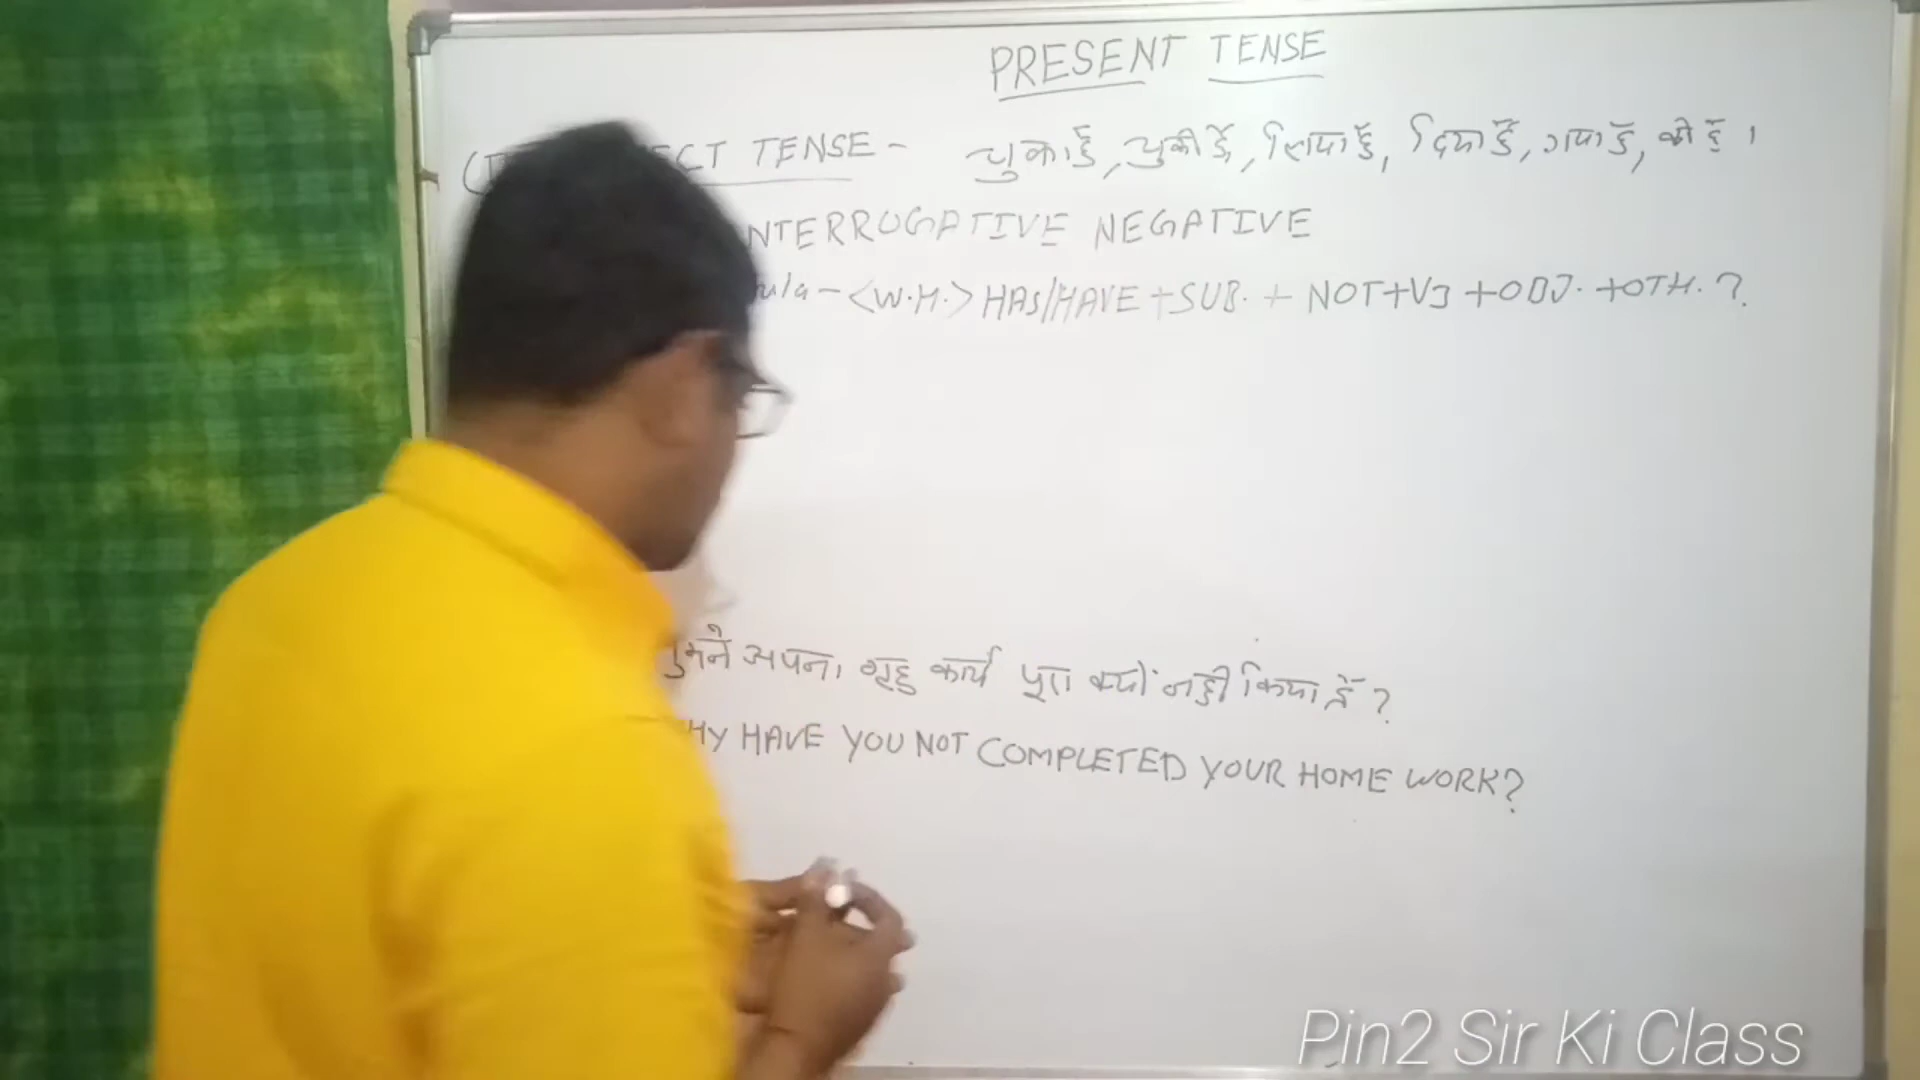 PRESENT TENSE
TENSE - चुका है, चुकी है, लिया है, दिया है, गया है, की है ।
NTERROGATIVE NEGATIVE
ula - <W.H.> HAS/HAVE + SUB. + NOT + V3 + OBJ. + OTH. ?
तुमने अपना गृह कार्य पूरा क्यों नहीं किया है ?
HY HAVE YOU NOT COMPLETED YOUR HOME WORK?
Pin2 Sir Ki Class